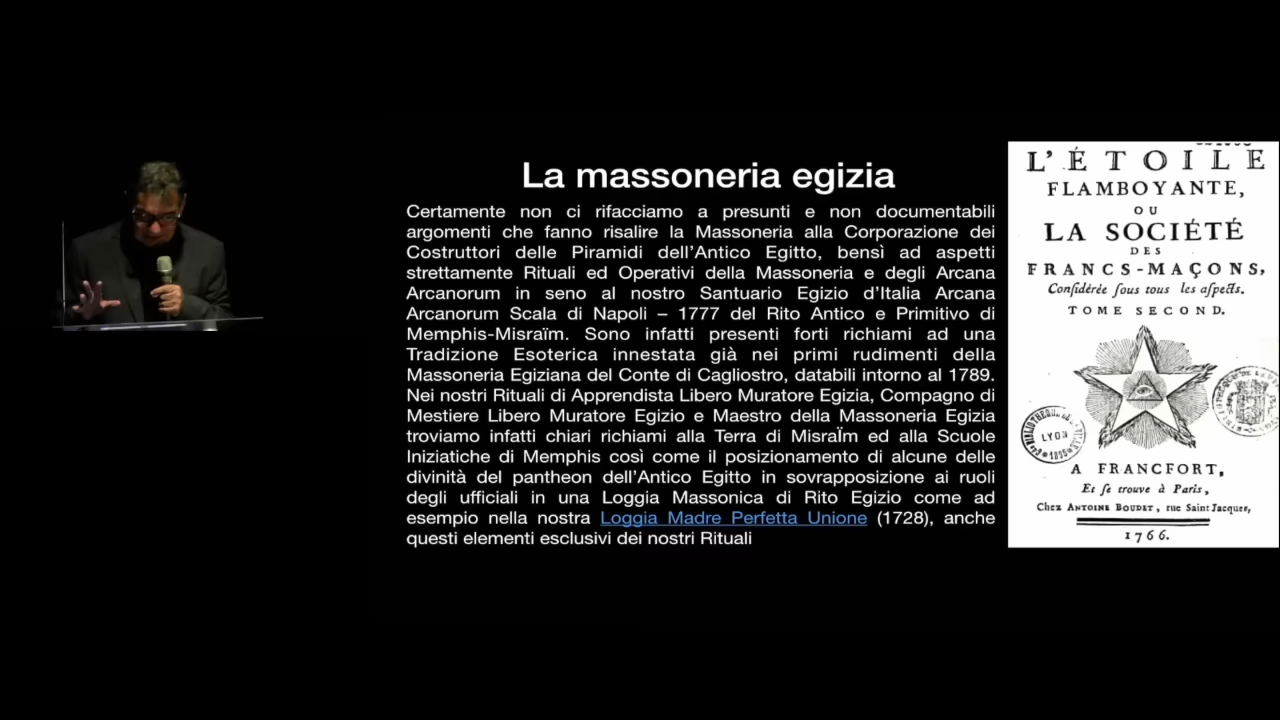 La massoneria egizia
Certamente non ci rifacciamo a presunti e non documentabili
argomenti che fanno risalire la Massoneria alla Corporazione dei
Costruttori delle Piramidi dell'Antico Egitto, bensì ad aspetti
strettamente Rituali ed Operativi della Massoneria e degli Arcana
Arcanorum in seno al nostro Santuario Egizio d'Italia Arcana
Arcanorum Scala di Napoli – 1777 del Rito Antico e Primitivo di
Memphis-Misraïm. Sono infatti presenti forti richiami ad una
Tradizione Esoterica innestata già nei primi rudimenti della
Massoneria Egiziana del Conte di Cagliostro, databili intorno al 1789.
Nei nostri Rituali di Apprendista Libero Muratore Egizia, Compagno di
Mestiere Libero Muratore Egizio e Maestro della Massoneria Egizia
troviamo infatti chiari richiami alla Terra di MisraÏm ed alla Scuole
Iniziatiche di Memphis così come il posizionamento di alcune delle
divinità del pantheon dell'Antico Egitto in sovrapposizione ai ruoli
degli ufficiali in una Loggia Massonica di Rito Egizio come ad
esempio nella nostra Loggia Madre Perfetta Unione (1728), anche
questi elementi esclusivi dei nostri Rituali
L'ÉTOILE
FLAMBOYANTE,
OU
LA SOCIÉTÉ
DES
FRANCS-MAÇONS,
Considérée sous tous les aspects.
TOME SECOND.
LYON
A FRANCFORT,
Et se trouve à Paris,
Chez ANTOINE BOUDET, rue Saint Jacques,
1766.